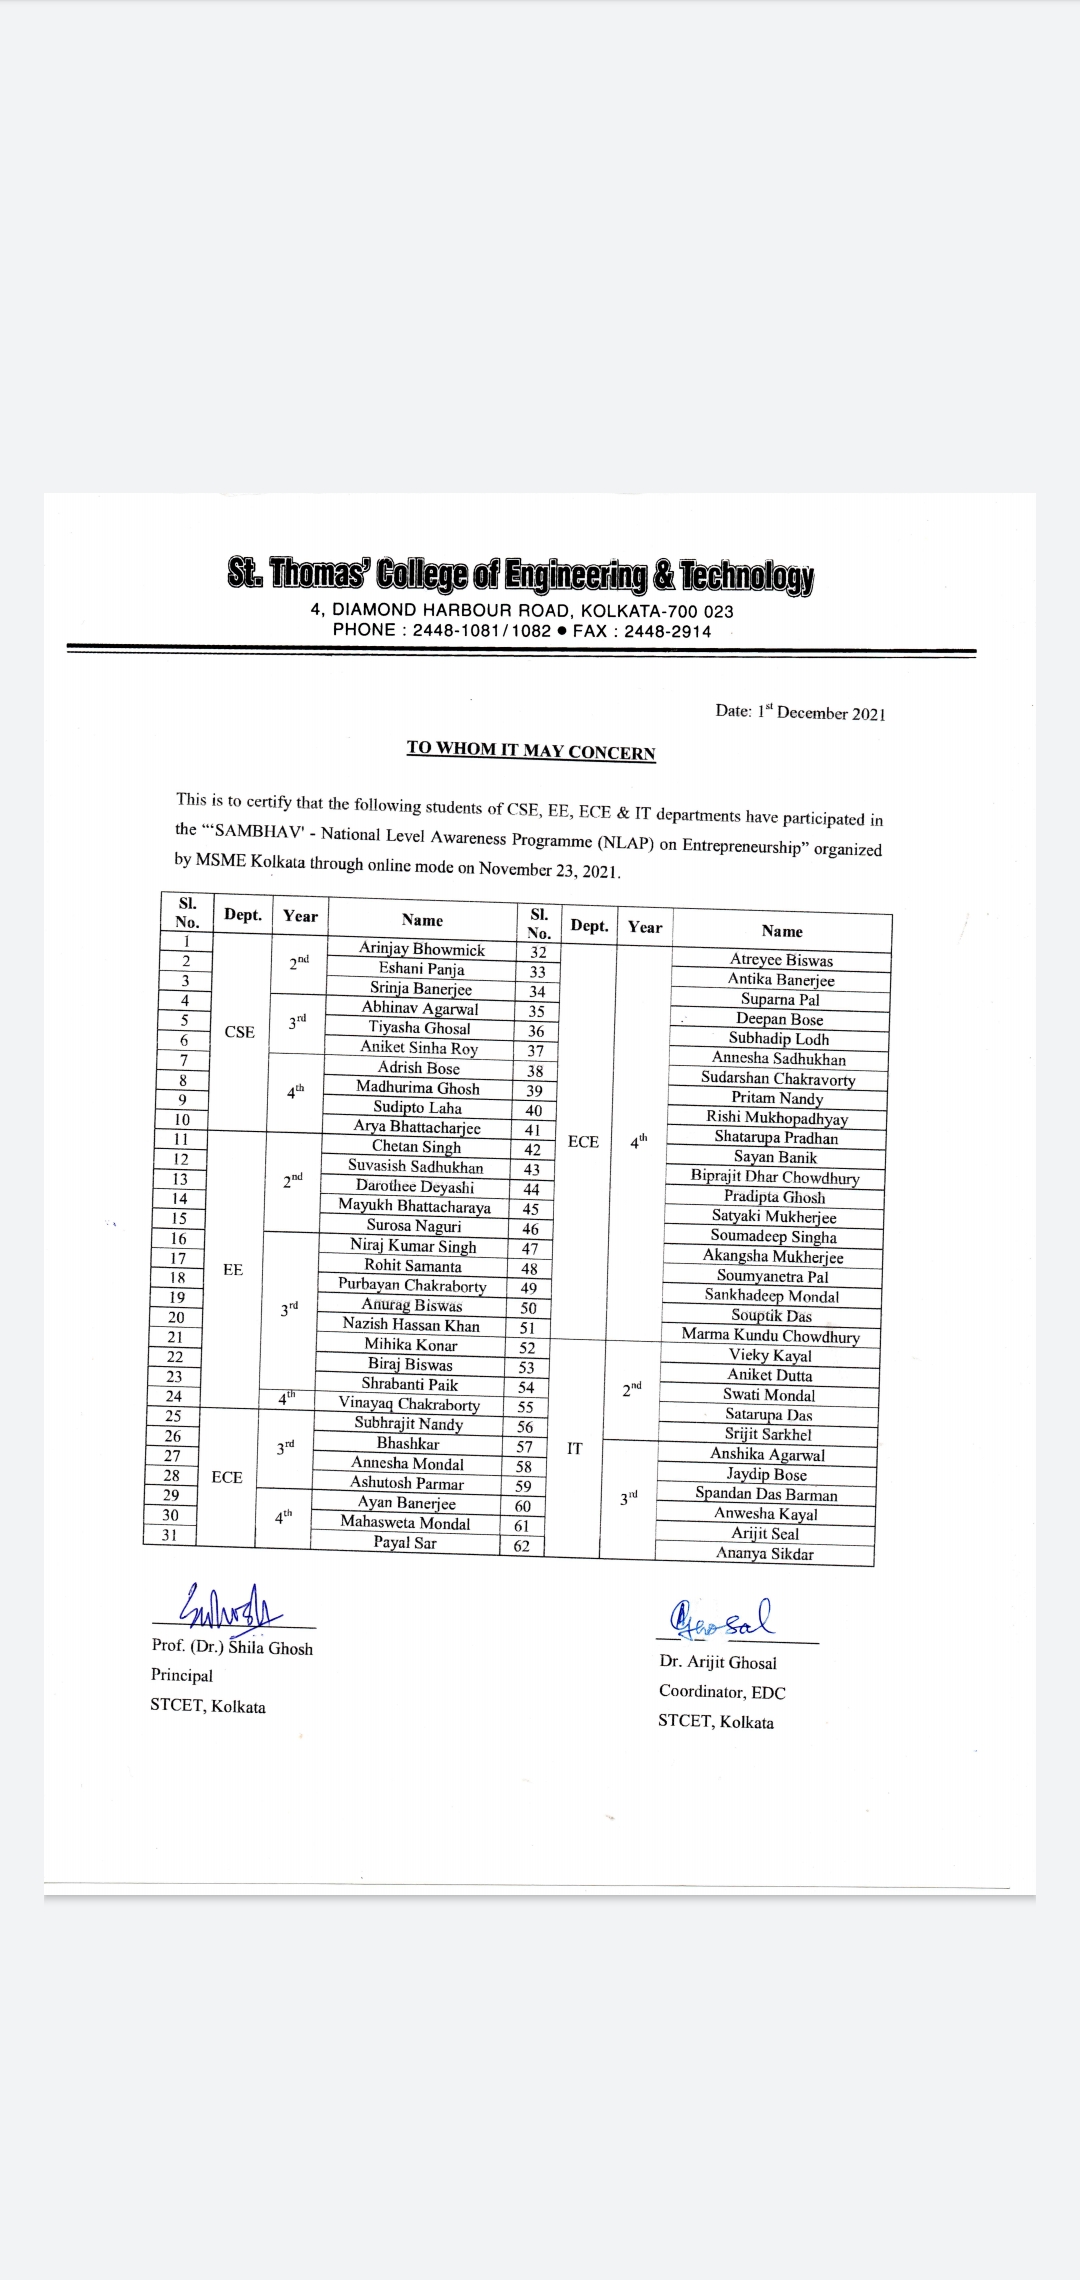 St. Thomas' College of Engineering & Technology
4, DIAMOND HARBOUR ROAD, KOLKATA-700 023
PHONE : 2448-1081/1082 ● FAX : 2448-2914
Date: 1st December 2021
TO WHOM IT MAY CONCERN
This is to certify that the following students of CSE, EE, ECE & IT departments have participated in
the "'SAMBHAV' - National Level Awareness Programme (NLAP) on Entrepreneurship" organized
by MSME Kolkata through online mode on November 23, 2021.
Sl. No. Dept. Year Name Sl. No. Dept. Year Name
1 CSE 2nd Arinjay Bhowmick 32 ECE 4th Atreyee Biswas
2 Eshani Panja 33 Antika Banerjee
3 Srinja Banerjee 34 Suparna Pal
4 3rd Abhinav Agarwal 35 Deepan Bose
5 Tiyasha Ghosal 36 Subhadip Lodh
6 Aniket Sinha Roy 37 Annesha Sadhukhan
7 4th Adrish Bose 38 Sudarshan Chakravorty
8 Madhurima Ghosh 39 Pritam Nandy
9 Sudipto Laha 40 Rishi Mukhopadhyay
10 Arya Bhattacharjee 41 Shatarupa Pradhan
11 EE 2nd Chetan Singh 42 Sayan Banik
12 Suvasish Sadhukhan 43 Biprajit Dhar Chowdhury
13 Darothee Deyashi 44 Pradipta Ghosh
14 Mayukh Bhattacharaya 45 Satyaki Mukherjee
15 Surosa Naguri 46 Soumadeep Singha
16 3rd Niraj Kumar Singh 47 Akangsha Mukherjee
17 Rohit Samanta 48 Soumyanetra Pal
18 Purbayan Chakraborty 49 Sankhadeep Mondal
19 Anurag Biswas 50 Souptik Das
20 Nazish Hassan Khan 51 Marma Kundu Chowdhury
21 Mihika Konar 52 IT 2nd Vieky Kayal
22 Biraj Biswas 53 Aniket Dutta
23 Shrabanti Paik 54 Swati Mondal
24 4th Vinayaq Chakraborty 55 Satarupa Das
25 ECE 3rd Subhrajit Nandy 56 Srijit Sarkhel
26 Bhashkar 57 3rd Anshika Agarwal
27 Annesha Mondal 58 Jaydip Bose
28 Ashutosh Parmar 59 Spandan Das Barman
29 4th Ayan Banerjee 60 Anwesha Kayal
30 Mahasweta Mondal 61 Arijit Seal
31 Payal Sar 62 Ananya Sikdar
Ghosal
Prof. (Dr.) Shila Ghosh
Principal
STCET, Kolkata
Dr. Arijit Ghosal
Coordinator, EDC
STCET, Kolkata